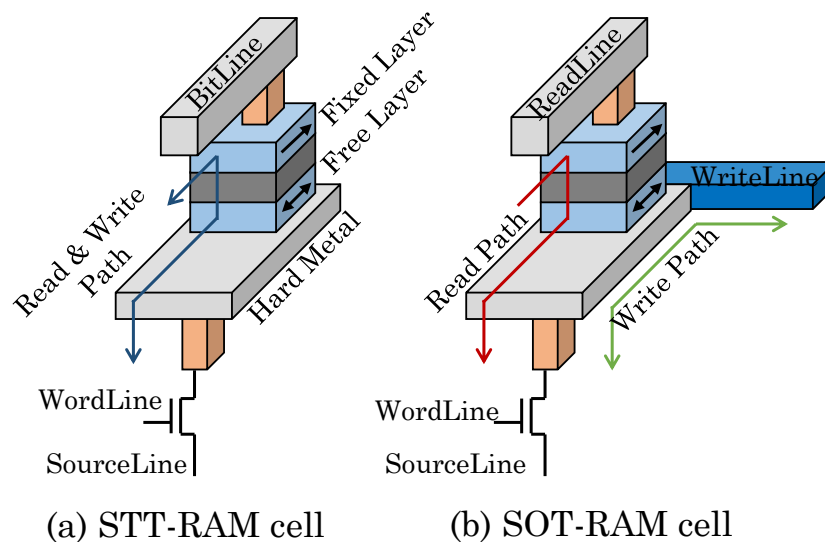 BitLine
Fixed Layer
Free Layer
Read & Write
Path
Hard Metal
WordLine
SourceLine
(a) STT-RAM cell
ReadLine
WriteLine
Read Path
Write Path
WordLine
SourceLine
(b) SOT-RAM cell